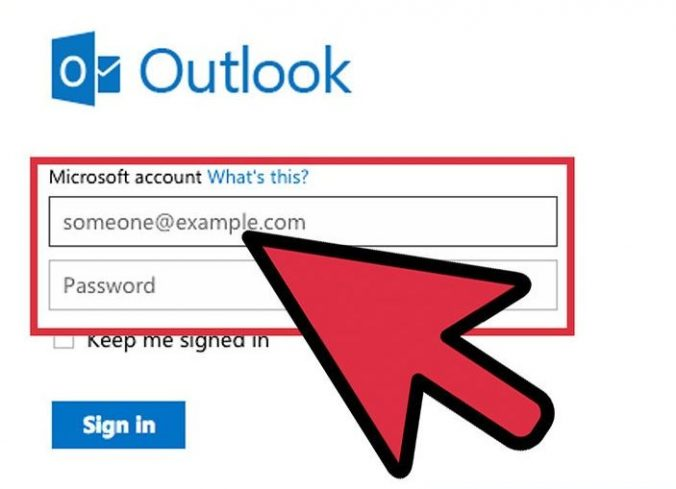 Outlook
Microsoft account What's this?
someone@example.com
Password
Keep me signed in
Sign in